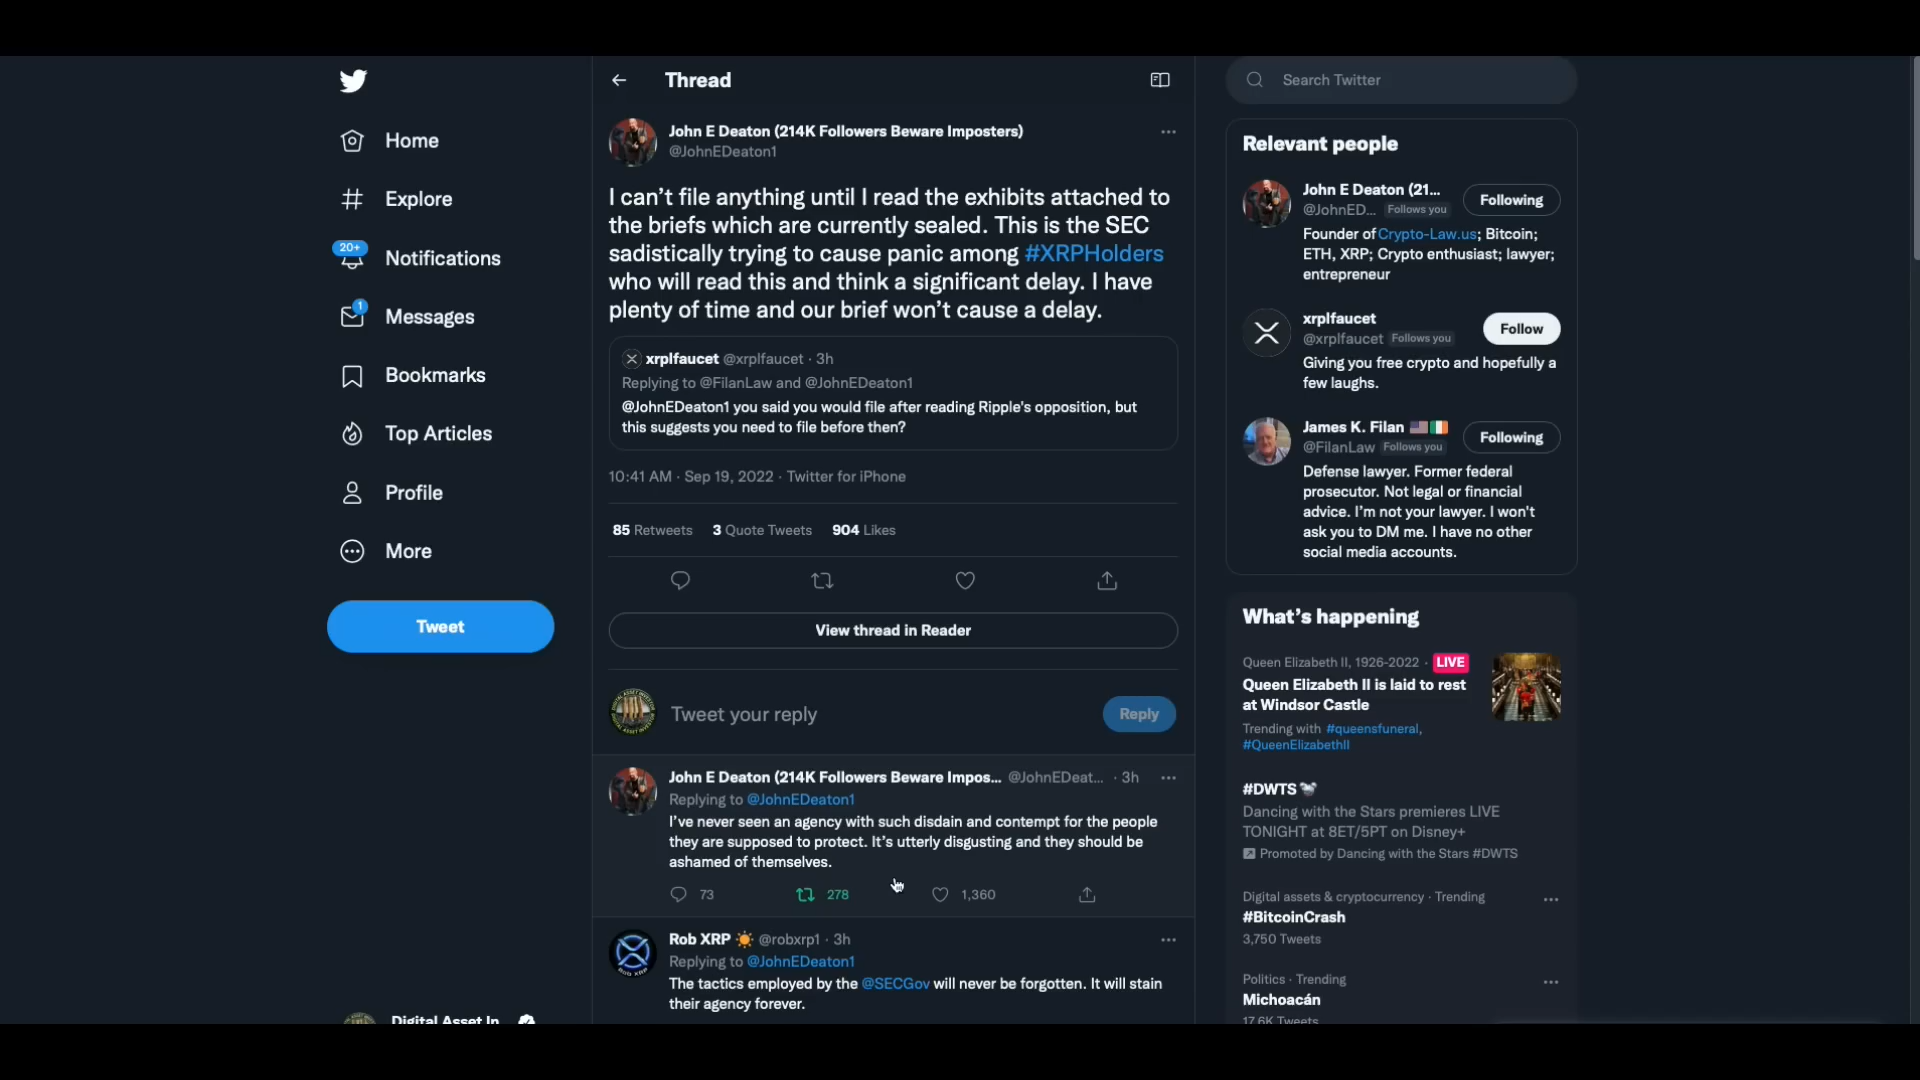 Home
Explore
20+
Notifications
1
Messages
Bookmarks
Top Articles
Profile
More
Tweet
Digital Asset In
Thread
John E Deaton (214K Followers Beware Imposters)
@JohnEDeaton1
I can't file anything until I read the exhibits attached to
the briefs which are currently sealed. This is the SEC
sadistically trying to cause panic among #XRPHolders
who will read this and think a significant delay. I have
plenty of time and our brief won't cause a delay.
xrplfaucet @xrplfaucet · 3h
Replying to @FilanLaw and @JohnEDeaton1
@JohnEDeaton1 you said you would file after reading Ripple's opposition, but
this suggests you need to file before then?
10:41 AM · Sep 19, 2022 · Twitter for iPhone
85 Retweets 3 Quote Tweets 904 Likes
View thread in Reader
Tweet your reply
Reply
John E Deaton (214K Followers Beware Impos... @JohnEDeat... · 3h
Replying to @JohnEDeaton1
I've never seen an agency with such disdain and contempt for the people
they are supposed to protect. It's utterly disgusting and they should be
ashamed of themselves.
73 278 1,360
Rob XRP @robxrp1 · 3h
Replying to @JohnEDeaton1
The tactics employed by the @SECGov will never be forgotten. It will stain
their agency forever.
Search Twitter
Relevant people
John E Deaton (21...
@JohnED... Follows you
Following
Founder of Crypto-Law.us; Bitcoin;
ETH, XRP; Crypto enthusiast; lawyer;
entrepreneur
xrplfaucet
@xrplfaucet Follows you
Follow
Giving you free crypto and hopefully a
few laughs.
James K. Filan
@FilanLaw Follows you
Following
Defense lawyer. Former federal
prosecutor. Not legal or financial
advice. I'm not your lawyer. I won't
ask you to DM me. I have no other
social media accounts.
What's happening
Queen Elizabeth II, 1926-2022 · LIVE
Queen Elizabeth II is laid to rest
at Windsor Castle
Trending with #queensfuneral,
#QueenElizabethII
#DWTS
Dancing with the Stars premieres LIVE
TONIGHT at 8ET/5PT on Disney+
Promoted by Dancing with the Stars #DWTS
Digital assets & cryptocurrency · Trending
#BitcoinCrash
3,750 Tweets
Politics · Trending
Michoacán
17.6K Tweets